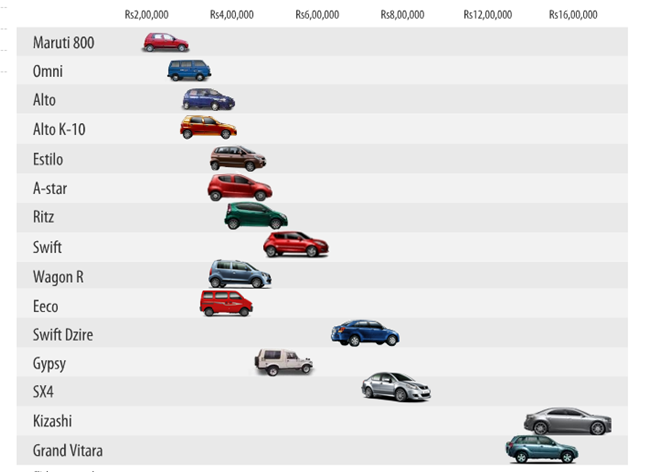 Rs2,00,000 Rs4,00,000 Rs6,00,000 Rs8,00,000 Rs12,00,000 Rs16,00,000
Maruti 800
Omni
Alto
Alto K-10
Estilo
A-star
Ritz
Swift
Wagon R
Eeco
Swift Dzire
Gypsy
SX4
Kizashi
Grand Vitara